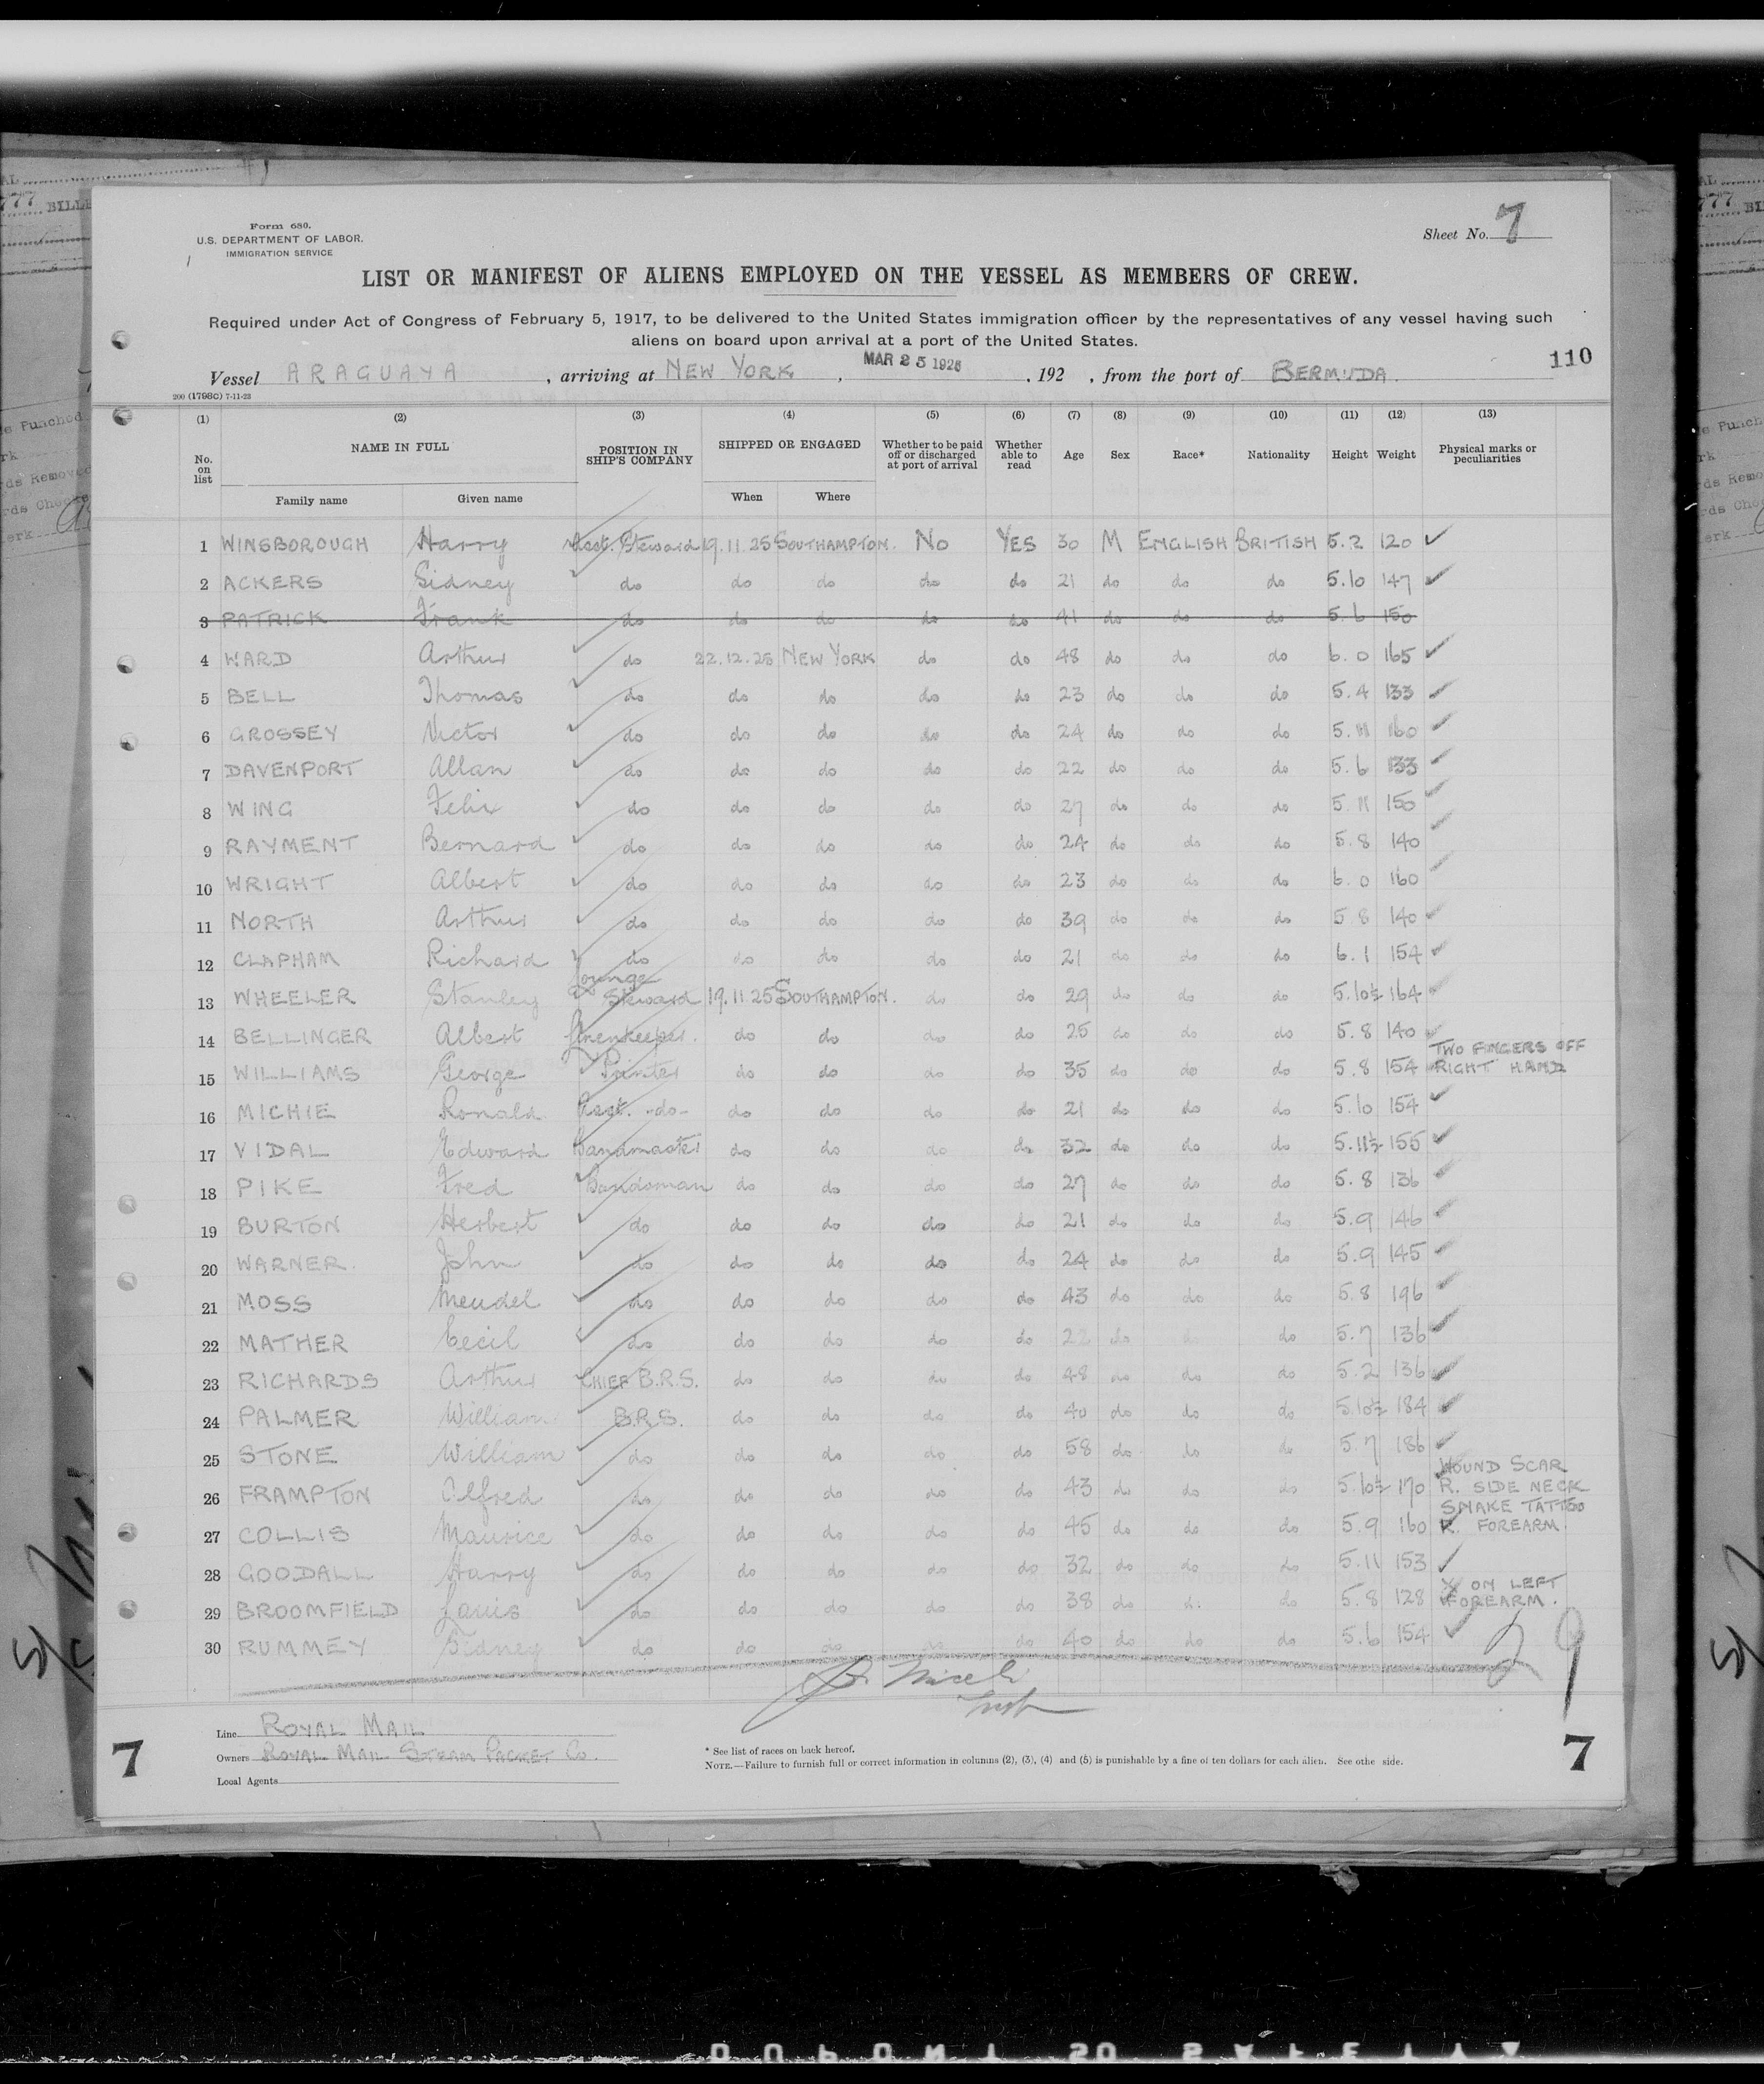 Form 680.
U.S. DEPARTMENT OF LABOR.
IMMIGRATION SERVICE
Sheet No. 7
LIST OR MANIFEST OF ALIENS EMPLOYED ON THE VESSEL AS MEMBERS OF CREW.
Required under Act of Congress of February 5, 1917, to be delivered to the United States immigration officer by the representatives of any vessel having such
aliens on board upon arrival at a port of the United States.
110
Vessel ARAGUAYA, arriving at NEW YORK, MAR 25 1926, 192 , from the port of BERMUDA.
200 (1798C) 7-11-23
(1) (2) (3) (4) (5) (6) (7) (8) (9) (10) (11) (12) (13)
No. on list NAME IN FULL Family name Given name POSITION IN SHIP'S COMPANY SHIPPED OR ENGAGED When Where Whether to be paid off or discharged at port of arrival Whether able to read Age Sex Race* Nationality Height Weight Physical marks or peculiarities
1 WINSBOROUGH Harry Asst. Steward 19.11.25 SOUTHAMPTON. No YES 30 M ENGLISH BRITISH 5.2 120
2 ACKERS Sidney do do do do do 21 do do do 5.10 147
3 PATRICK Frank do do do do do 41 do do do 5.6 150
4 WARD Arthur do 22.12.25 NEW YORK do do 48 do do do 6.0 165
5 BELL Thomas do do do do do 23 do do do 5.4 133
6 GROSSEY Victor do do do do do 24 do do do 5.11 160
7 DAVENPORT Allan do do do do do 22 do do do 5.6 133
8 WING Felix do do do do do 27 do do do 5.11 150
9 RAYMENT Bernard do do do do do 24 do do do 5.8 140
10 WRIGHT Albert do do do do do 23 do do do 6.0 160
11 NORTH Arthur do do do do do 39 do do do 5.8 140
12 CLAPHAM Richard do do do do do 21 do do do 6.1 154
13 WHEELER Stanley Lounge Steward 19.11.25 SOUTHAMPTON. do do 29 do do do 5.10½ 164
14 BELLINGER Albert Linenkeeper. do do do do 25 do do do 5.8 140
15 WILLIAMS George Printer do do do do 35 do do do 5.8 154 TWO FINGERS OFF RIGHT HAND
16 MICHIE Ronald Asst. -do- do do do do 21 do do do 5.10 154
17 VIDAL Edward Bandmaster do do do do 32 do do do 5.11½ 155
18 PIKE Fred Bandsman do do do do 27 do do do 5.8 136
19 BURTON Herbert do do do do do 21 do do do 5.9 146
20 WARNER. John do do do do do 24 do do do 5.9 145
21 MOSS Mendel do do do do do 43 do do do 5.8 196
22 MATHER Cecil do do do do do 22 do do 5.7 136
23 RICHARDS Arthur CHIEF B.R.S. do do do do 48 do do do 5.2 136
24 PALMER William B.R.S. do do do do 40 do do do 5.10½ 184
25 STONE William do do do do do 58 do do do 5.7 186
26 FRAMPTON Alfred do do do do do 43 do do do 5.10½ 170 WOUND SCAR R. SIDE NECK
27 COLLIS Maurice do do do do do 45 do do do 5.9 160 SNAKE TATTOO R. FOREARM.
28 GOODALL Harry do do do do do 32 do do do 5.11 153
29 BROOMFIELD Louis do do do do do 38 do do do 5.8 128 X ON LEFT FOREARM.
30 RUMMEY Sidney do do do do do 40 do do do 5.6 154
29
Line ROYAL MAIL
Owners ROYAL MAIL STEAM PACKET Co.
Local Agents
* See list of races on back hereof.
NOTE.—Failure to furnish full or correct information in columns (2), (3), (4) and (5) is punishable by a fine of ten dollars for each alien. See othe side.
7
7